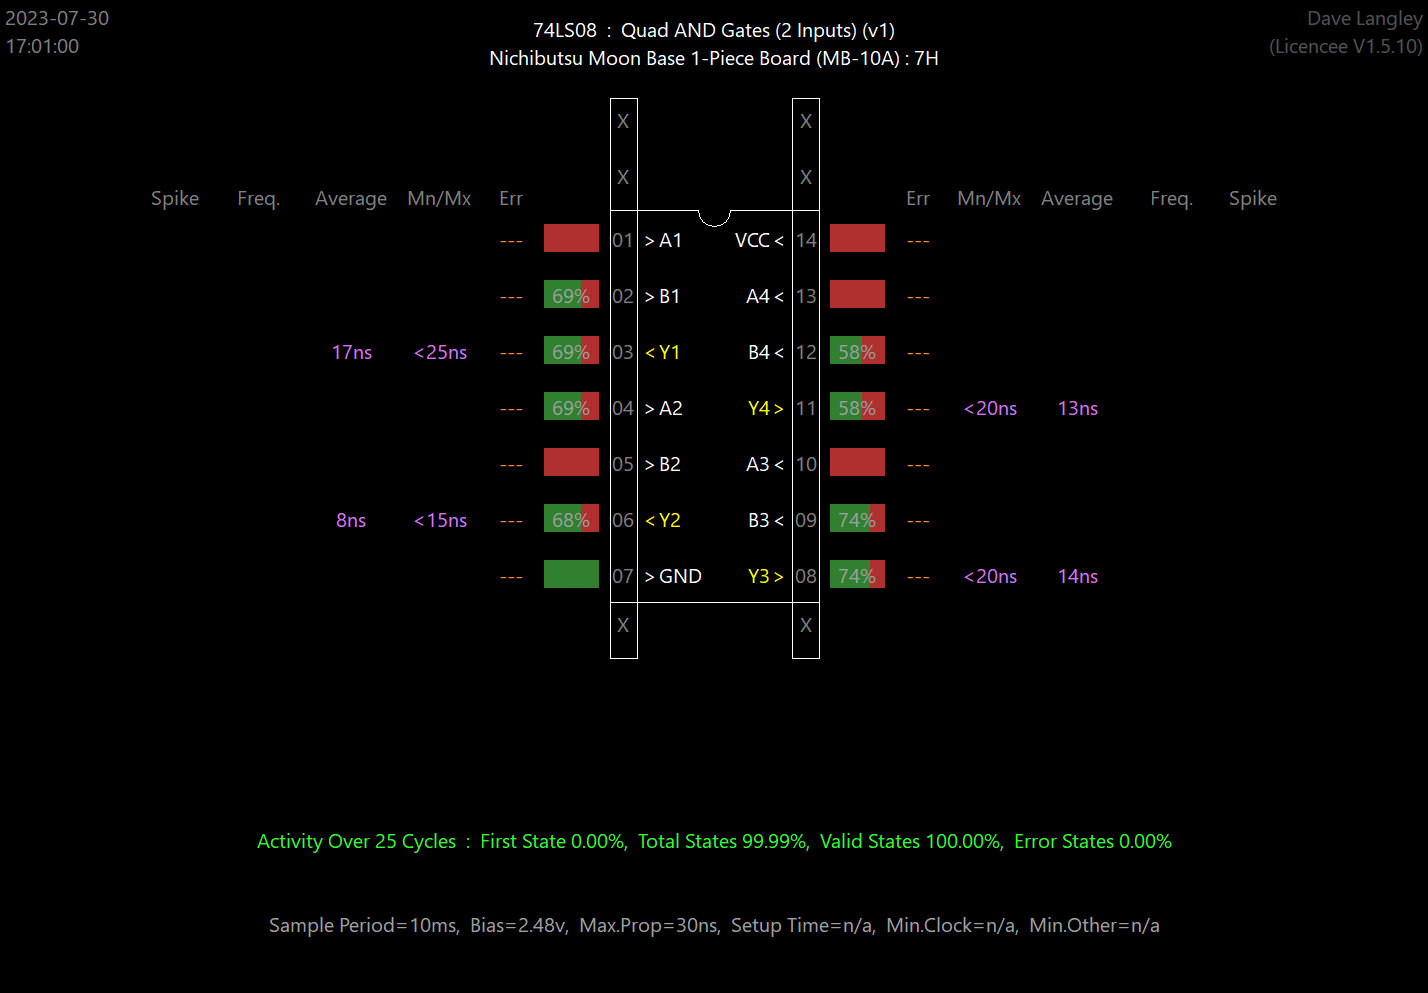 2023-07-30
17:01:00
74LS08 : Quad AND Gates (2 Inputs) (v1)
Nichibutsu Moon Base 1-Piece Board (MB-10A) : 7H
Dave Langley
(Licencee V1.5.10)
X X
X X
Spike Freq. Average Mn/Mx Err Err Mn/Mx Average Freq. Spike
--- 01 > A1 VCC < 14 ---
--- 69% 02 > B1 A4 < 13 ---
17ns <25ns --- 69% 03 < Y1 B4 < 12 58% ---
--- 69% 04 > A2 Y4 > 11 58% --- <20ns 13ns
--- 05 > B2 A3 < 10 ---
8ns <15ns --- 68% 06 < Y2 B3 < 09 74% ---
--- 07 > GND Y3 > 08 74% --- <20ns 14ns
X X
Activity Over 25 Cycles : First State 0.00%, Total States 99.99%, Valid States 100.00%, Error States 0.00%
Sample Period=10ms, Bias=2.48v, Max.Prop=30ns, Setup Time=n/a, Min.Clock=n/a, Min.Other=n/a